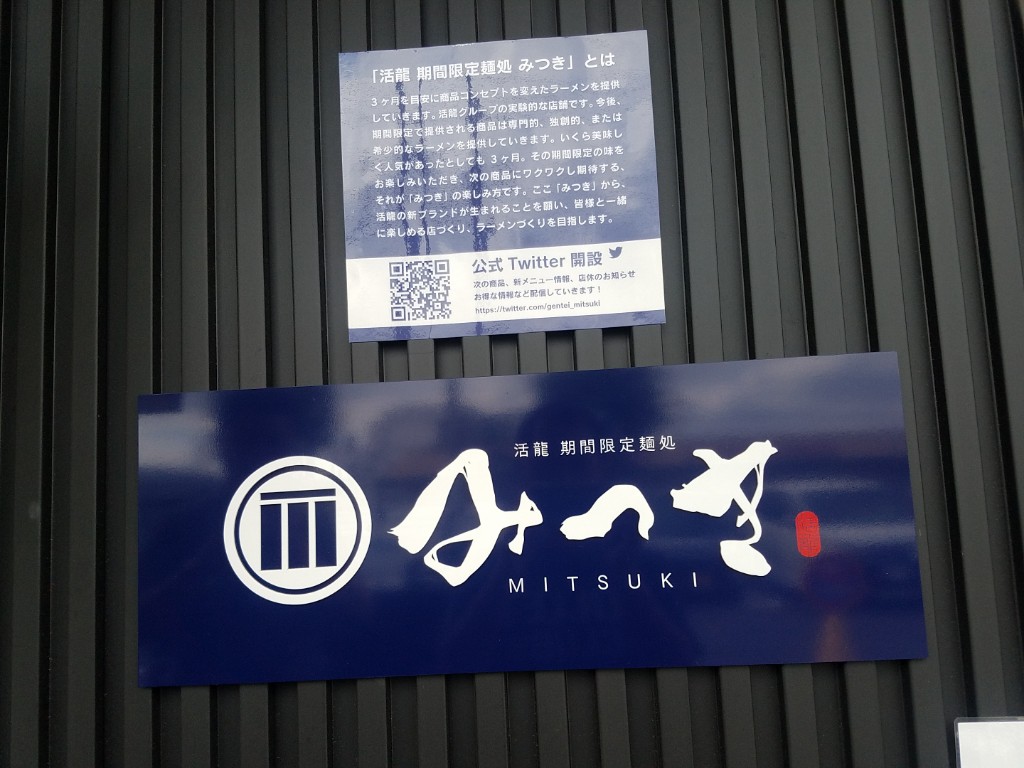 「活龍 期間限定麺処 みつき」とは
3ヶ月を目安に商品コンセプトを変えたラーメンを提供
していきます。活龍グループの実験的な店舗です。今後、
期間限定で提供される商品は専門的、独創的、または
希少的なラーメンを提供していきます。いくら美味し
く人気があったとしても 3ヶ月。その期間限定の味を
お楽しみいただき、次の商品にワクワクし期待する、
それが「みつき」の楽しみ方です。ここ「みつき」から、
活龍の新ブランドが生まれることを願い、皆様と一緒
に楽しめる店づくり、ラーメンづくりを目指します。
公式 Twitter 開設
次の商品、新メニュー情報、店休のお知らせ
お得な情報など配信していきます!
https://twitter.com/gentei_mitsuki
活龍 期間限定麺処
みつき
MITSUKI